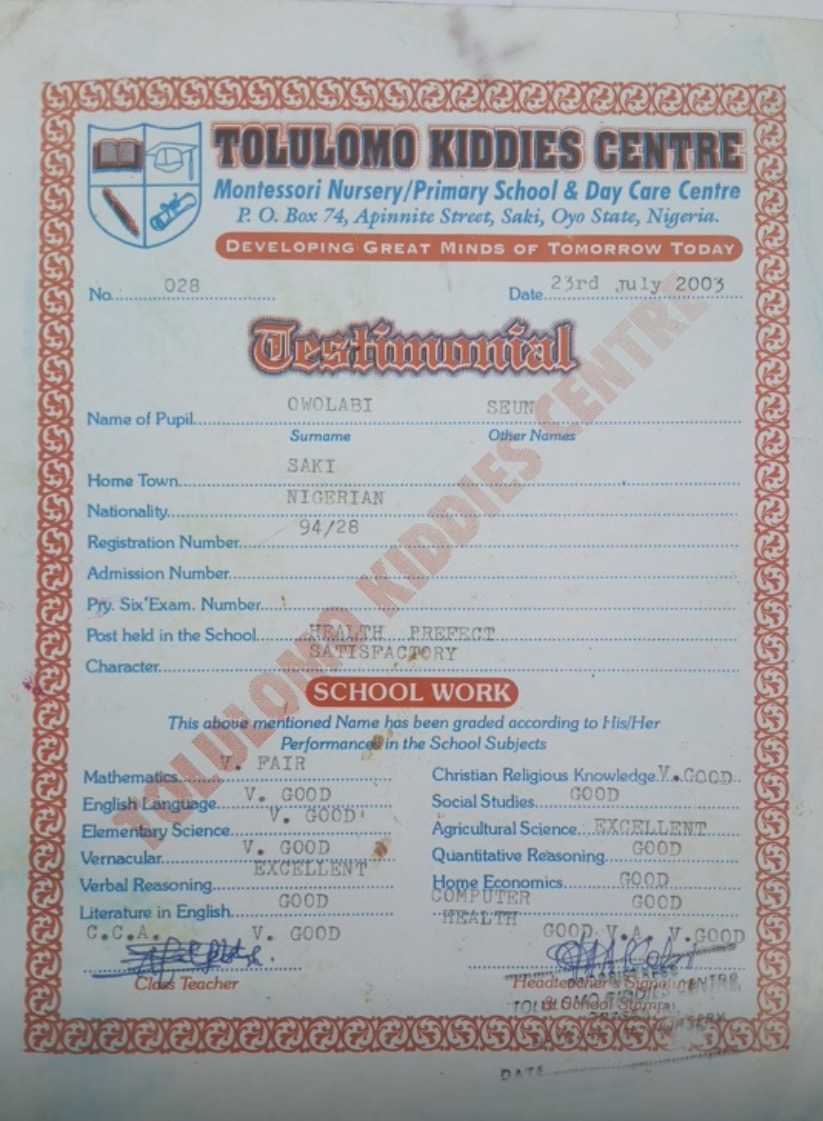 TOLULOMO KIDDIES CENTRE
Montessori Nursery/Primary School & Day Care Centre
P. O. Box 74, Apinnite Street, Saki, Oyo State, Nigeria.
DEVELOPING GREAT MINDS OF TOMORROW TODAY
No. 028 Date 23rd July 2003
Testimonial
Name of Pupil OWOLABI SEUN
Surname Other Names
Home Town SAKI
Nationality NIGERIAN
Registration Number 94/28
Admission Number
Pry. Six Exam. Number
Post held in the School HEALTH PREFECT
Character SATISFACTORY
SCHOOL WORK
This above mentioned Name has been graded according to His/Her
Performances in the School Subjects
Mathematics V. FAIR
English Language V. GOOD
Elementary Science V. GOOD
Vernacular V. GOOD
Verbal Reasoning EXCELLENT
Literature in English GOOD
C.C.A. V. GOOD
Christian Religious Knowledge V. GOOD
Social Studies GOOD
Agricultural Science EXCELLENT
Quantitative Reasoning GOOD
Home Economics GOOD
COMPUTER GOOD
HEALTH GOOD V.A. V.GOOD
Class Teacher
Headteacher's Signature
& School Stamp
TOLULOMO KIDDIES CENTRE
DATE
TOLULOMO KIDDIES CENTRE